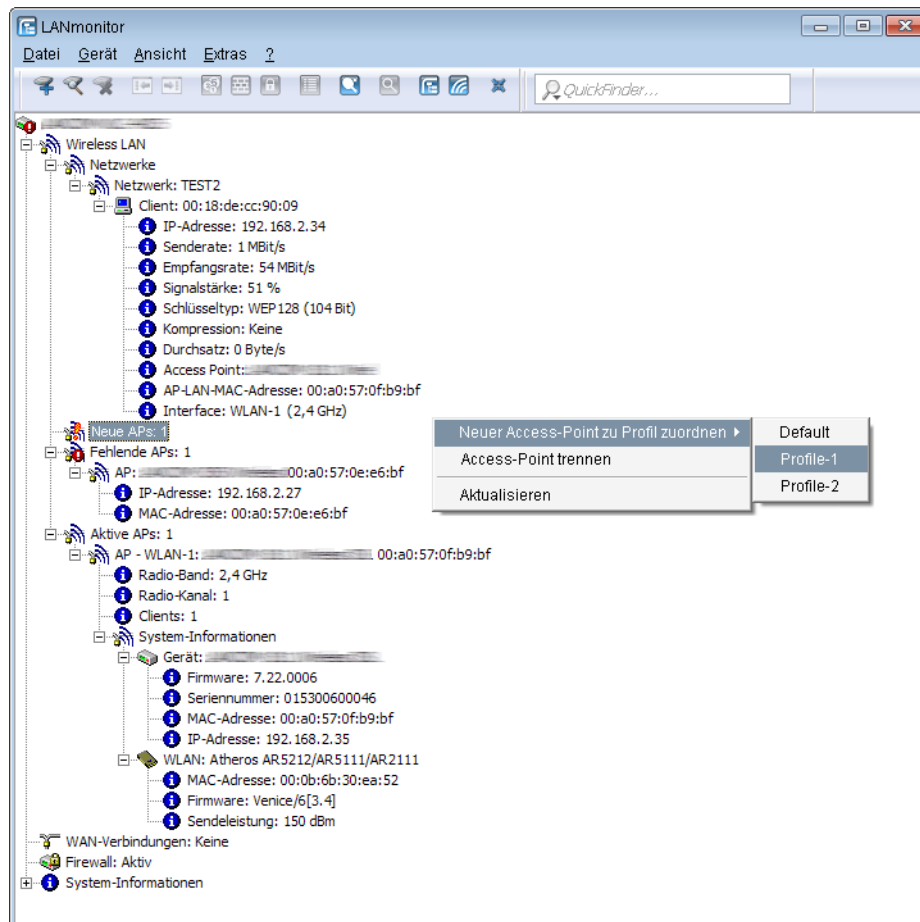 LANmonitor
Datei Gerät Ansicht Extras ?
QuickFinder...
Wireless LAN
Netzwerke
Netzwerk: TEST2
Client: 00:18:de:cc:90:09
IP-Adresse: 192.168.2.34
Senderate: 1 MBit/s
Empfangsrate: 54 MBit/s
Signalstärke: 51 %
Schlüsseltyp: WEP128 (104 Bit)
Kompression: Keine
Durchsatz: 0 Byte/s
Access Point:
AP-LAN-MAC-Adresse: 00:a0:57:0f:b9:bf
Interface: WLAN-1 (2,4 GHz)
Neue APs: 1
Neuer Access-Point zu Profil zuordnen
Access-Point trennen
Aktualisieren
Default
Profile-1
Profile-2
Fehlende APs: 1
AP: 00:a0:57:0e:e6:bf
IP-Adresse: 192.168.2.27
MAC-Adresse: 00:a0:57:0e:e6:bf
Aktive APs: 1
AP - WLAN-1: 00:a0:57:0f:b9:bf
Radio-Band: 2,4 GHz
Radio-Kanal: 1
Clients: 1
System-Informationen
Gerät:
Firmware: 7.22.0006
Seriennummer: 015300600046
MAC-Adresse: 00:a0:57:0f:b9:bf
IP-Adresse: 192.168.2.35
WLAN: Atheros AR5212/AR5111/AR2111
MAC-Adresse: 00:0b:6b:30:ea:52
Firmware: Venice/6[3.4]
Sendeleistung: 150 dBm
WAN-Verbindungen: Keine
Firewall: Aktiv
System-Informationen